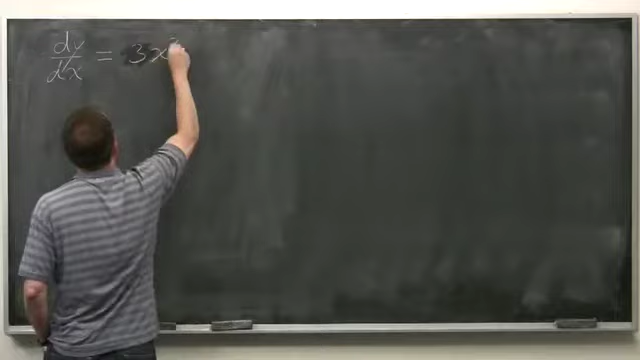 dy/dx = 3x²